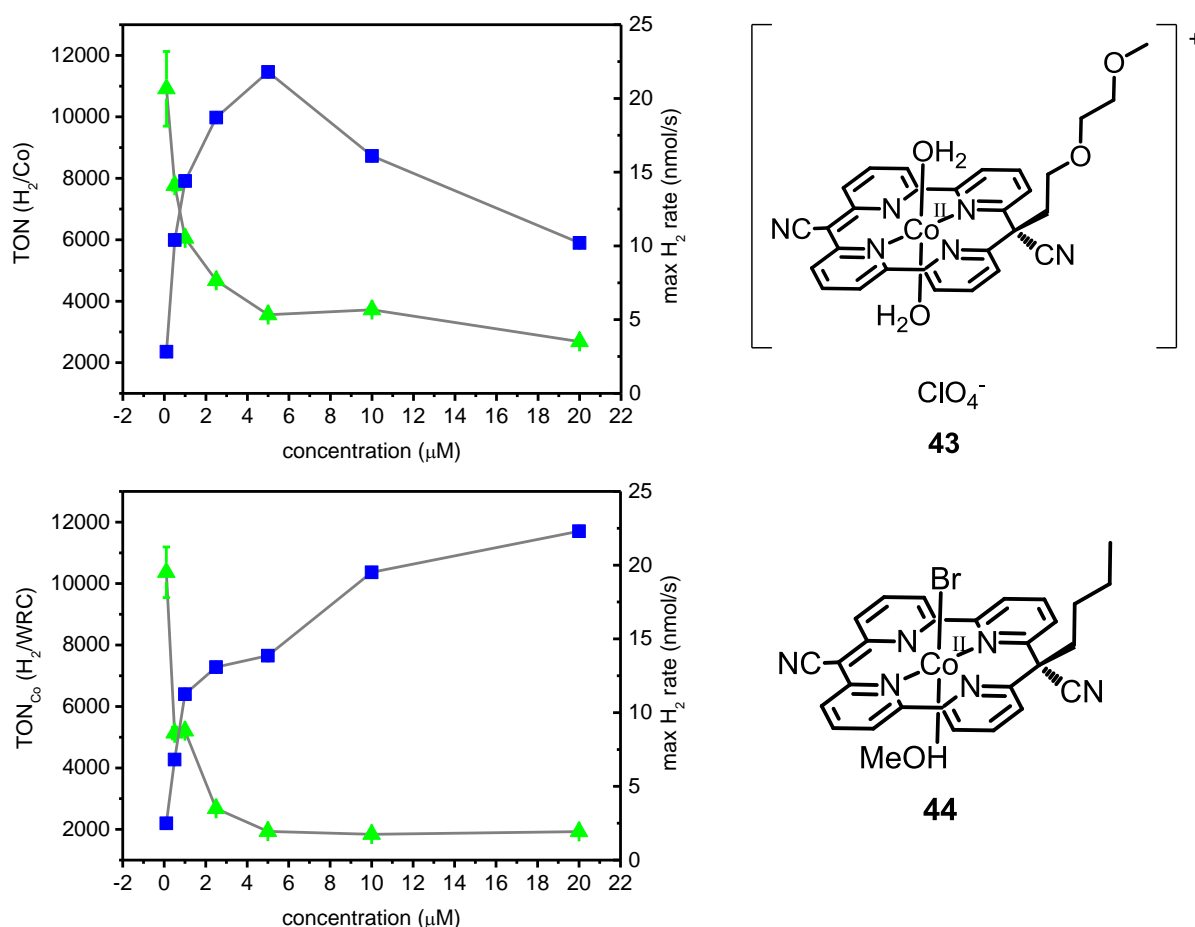 TON (H₂/Co)
12000
10000
8000
6000
4000
2000
25
20
15
10
5
0
max H₂ rate (nmol/s)
-2 0 2 4 6 8 10 12 14 16 18 20 22
concentration (μM)
+
O
O
OH₂
N N
II
NC Co
N N CN
H₂O
ClO₄⁻
43
TON_Co (H₂/WRC)
12000
10000
8000
6000
4000
2000
25
20
15
10
5
0
max H₂ rate (nmol/s)
-2 0 2 4 6 8 10 12 14 16 18 20 22
concentration (μM)
Br
N N
II
NC Co
N N CN
MeOH
44